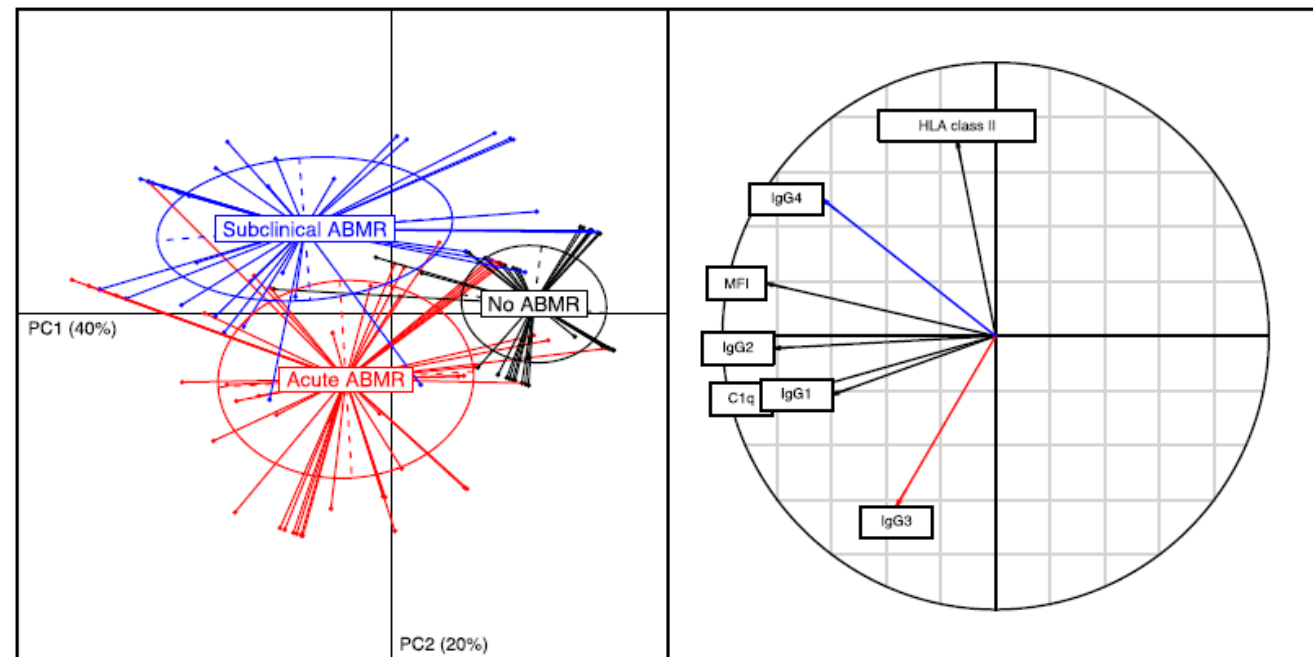 Subclinical ABMR
No ABMR
PC1 (40%)
Acute ABMR
PC2 (20%)
HLA class II
IgG4
MFI
IgG2
C1q
IgG1
IgG3